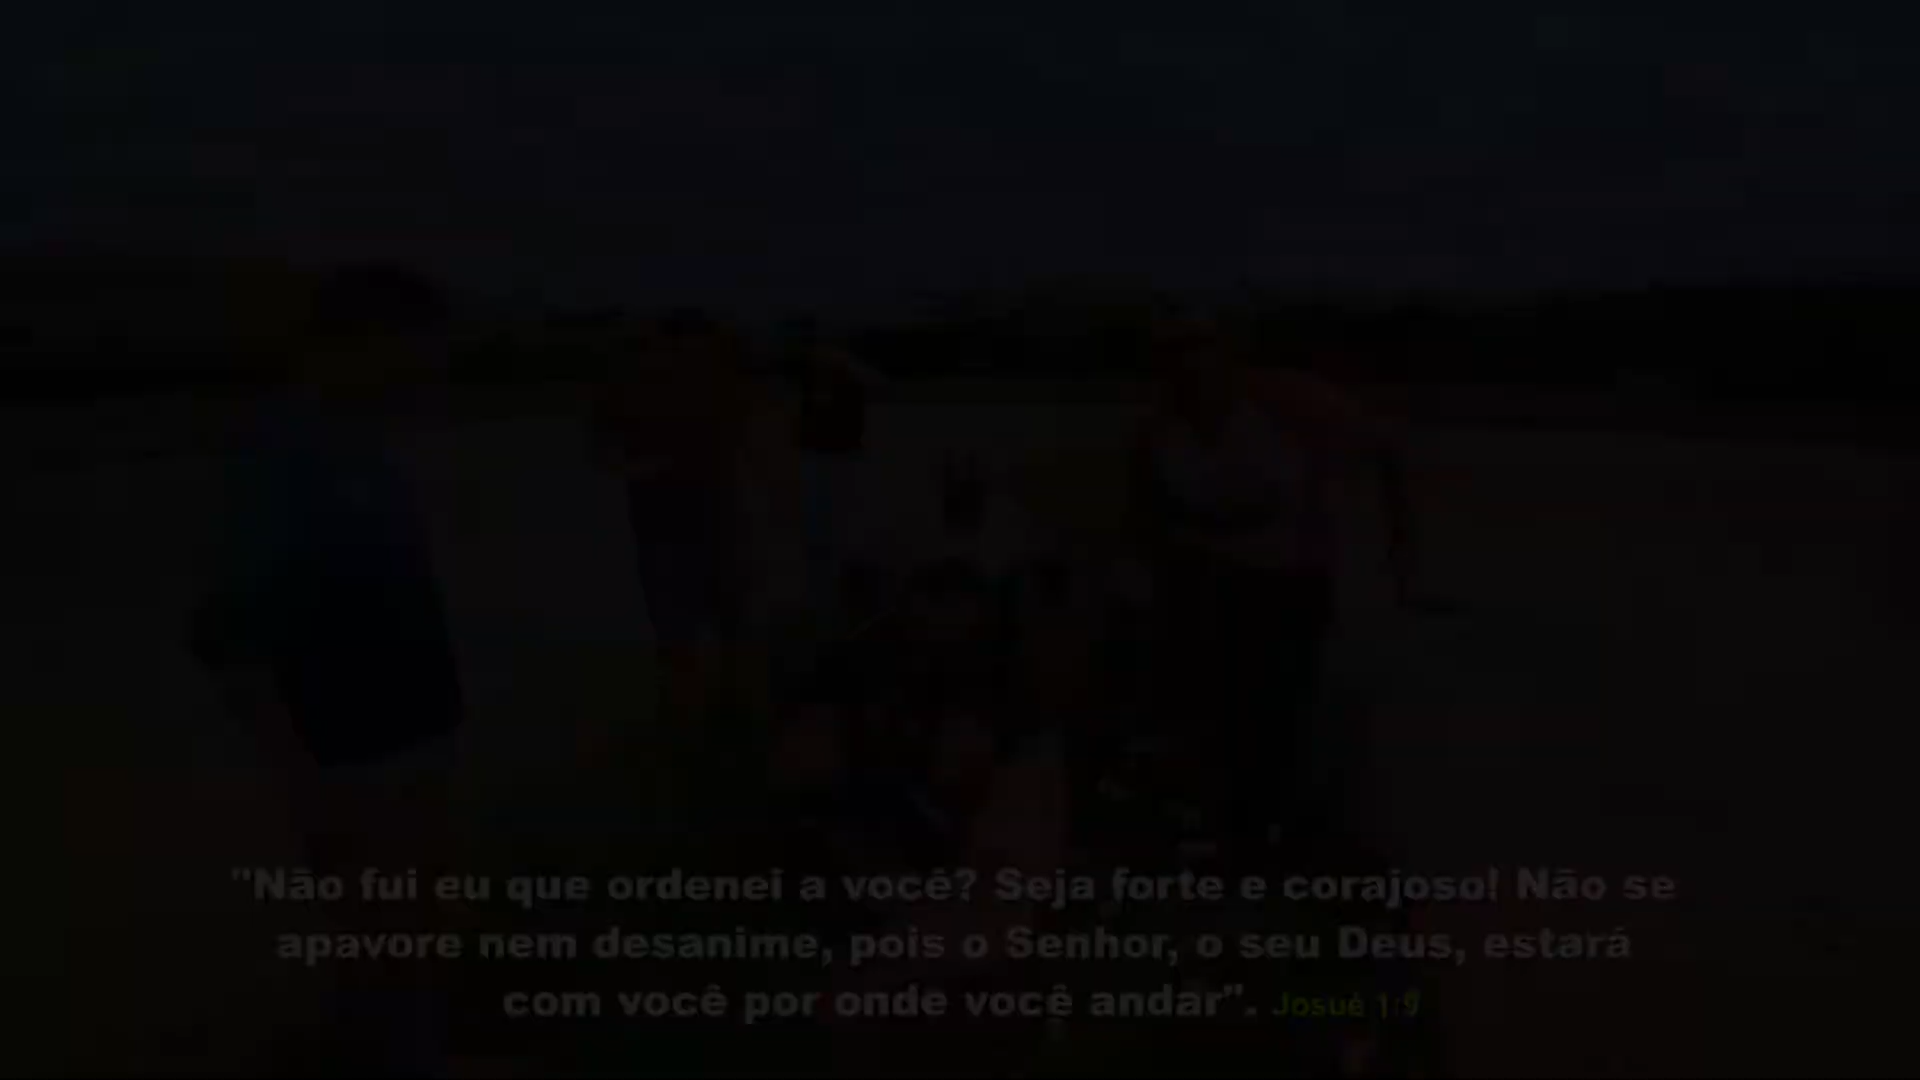 "Não fui eu que ordenei a você? Seja forte e corajoso! Não se
apavore nem desanime, pois o Senhor, o seu Deus, estará
com você por onde você andar”. Josué 1:9